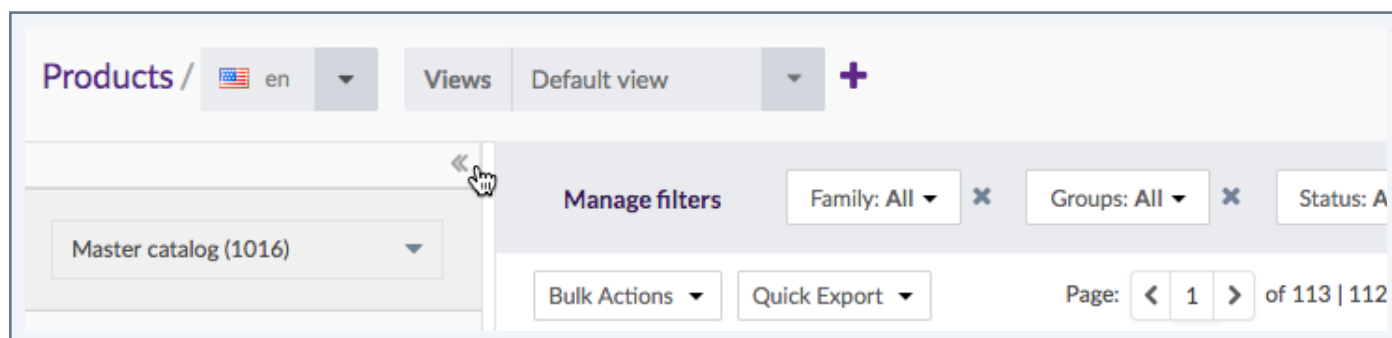 Products / en Views Default view
«
Manage filters Family: All Groups: All Status: A
Master catalog (1016)
Bulk Actions Quick Export Page: 1 of 113 | 112